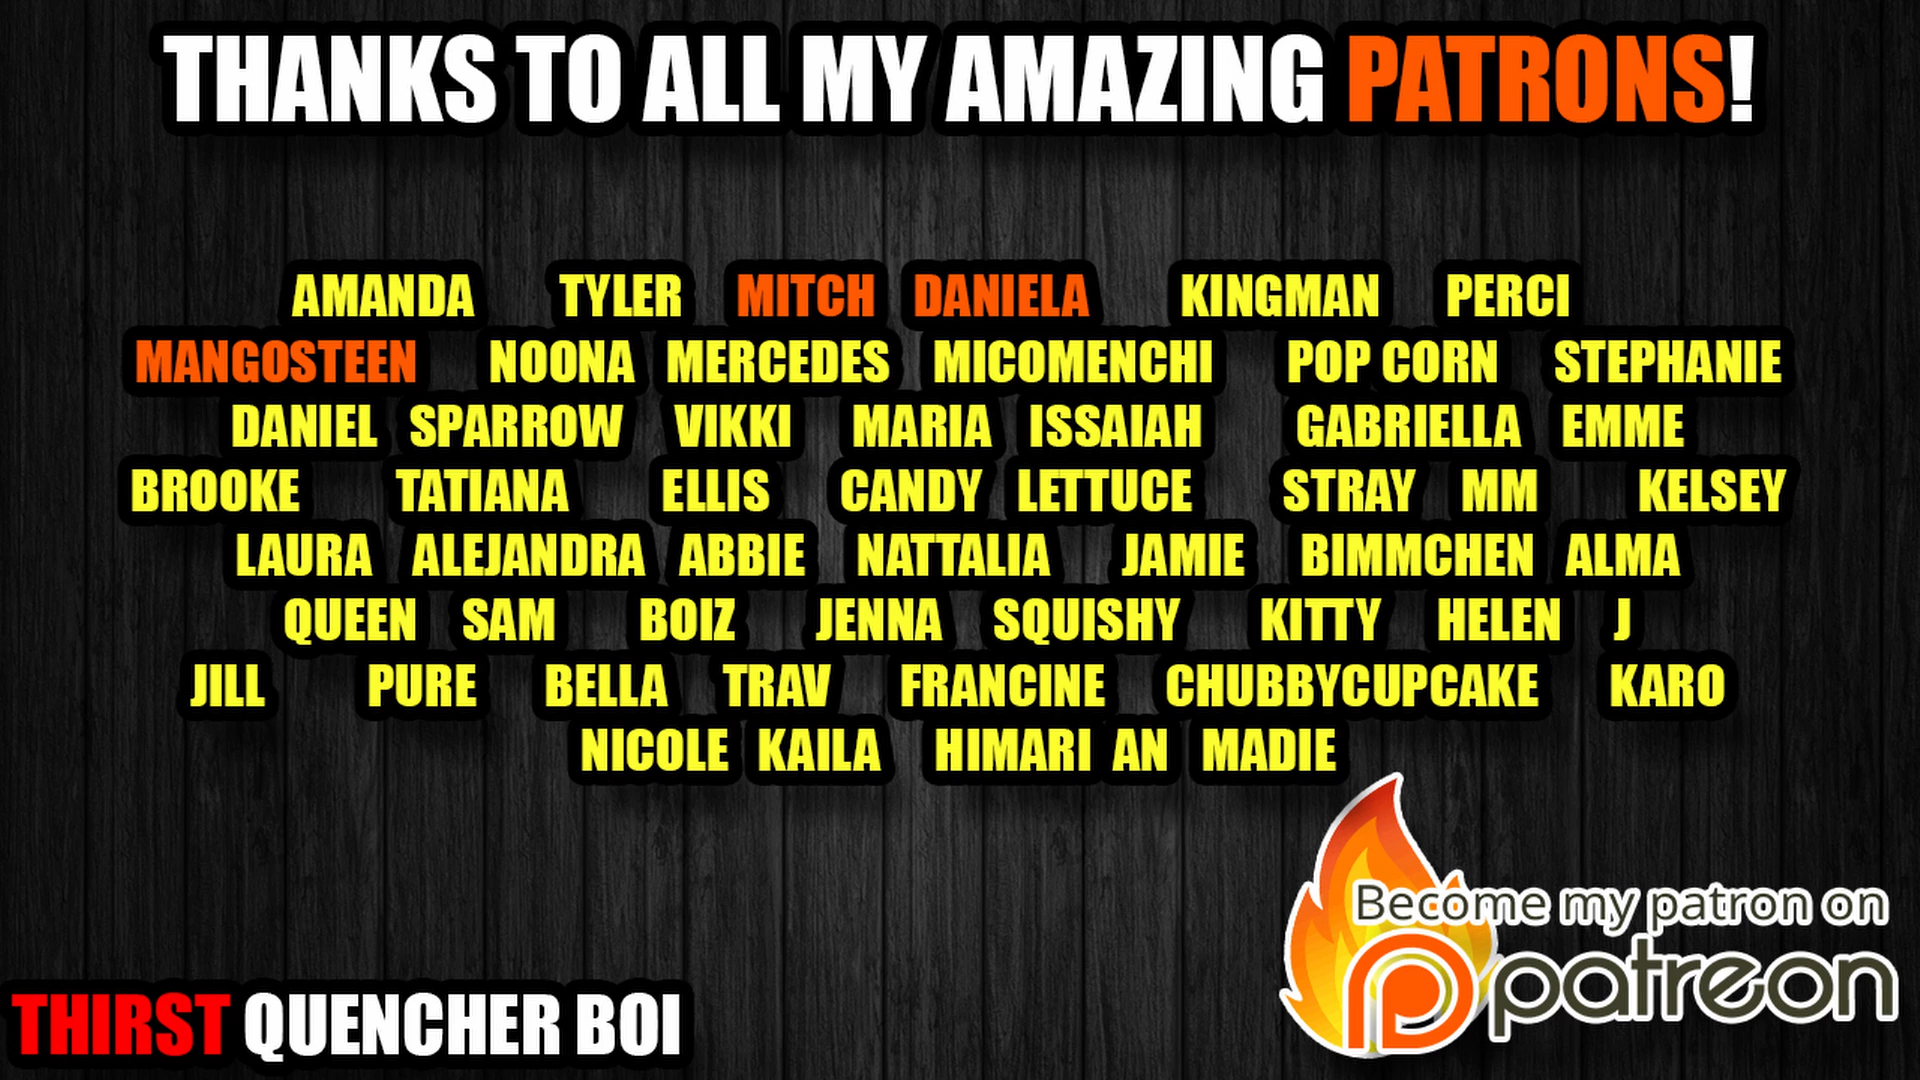 THANKS TO ALL MY AMAZING PATRONS!
AMANDA TYLER MITCH DANIELA KINGMAN PERCI
MANGOSTEEN NOONA MERCEDES MICOMENCHI POP CORN STEPHANIE
DANIEL SPARROW VIKKI MARIA ISSAIAH GABRIELLA EMME
BROOKE TATIANA ELLIS CANDY LETTUCE STRAY MM KELSEY
LAURA ALEJANDRA ABBIE NATTALIA JAMIE BIMMCHEN ALMA
QUEEN SAM BOIZ JENNA SQUISHY KITTY HELEN J
JILL PURE BELLA TRAV FRANCINE CHUBBYCUPCAKE KARO
NICOLE KAILA HIMARI AN MADIE
Become my patron on
patreon
THIRST QUENCHER BOI